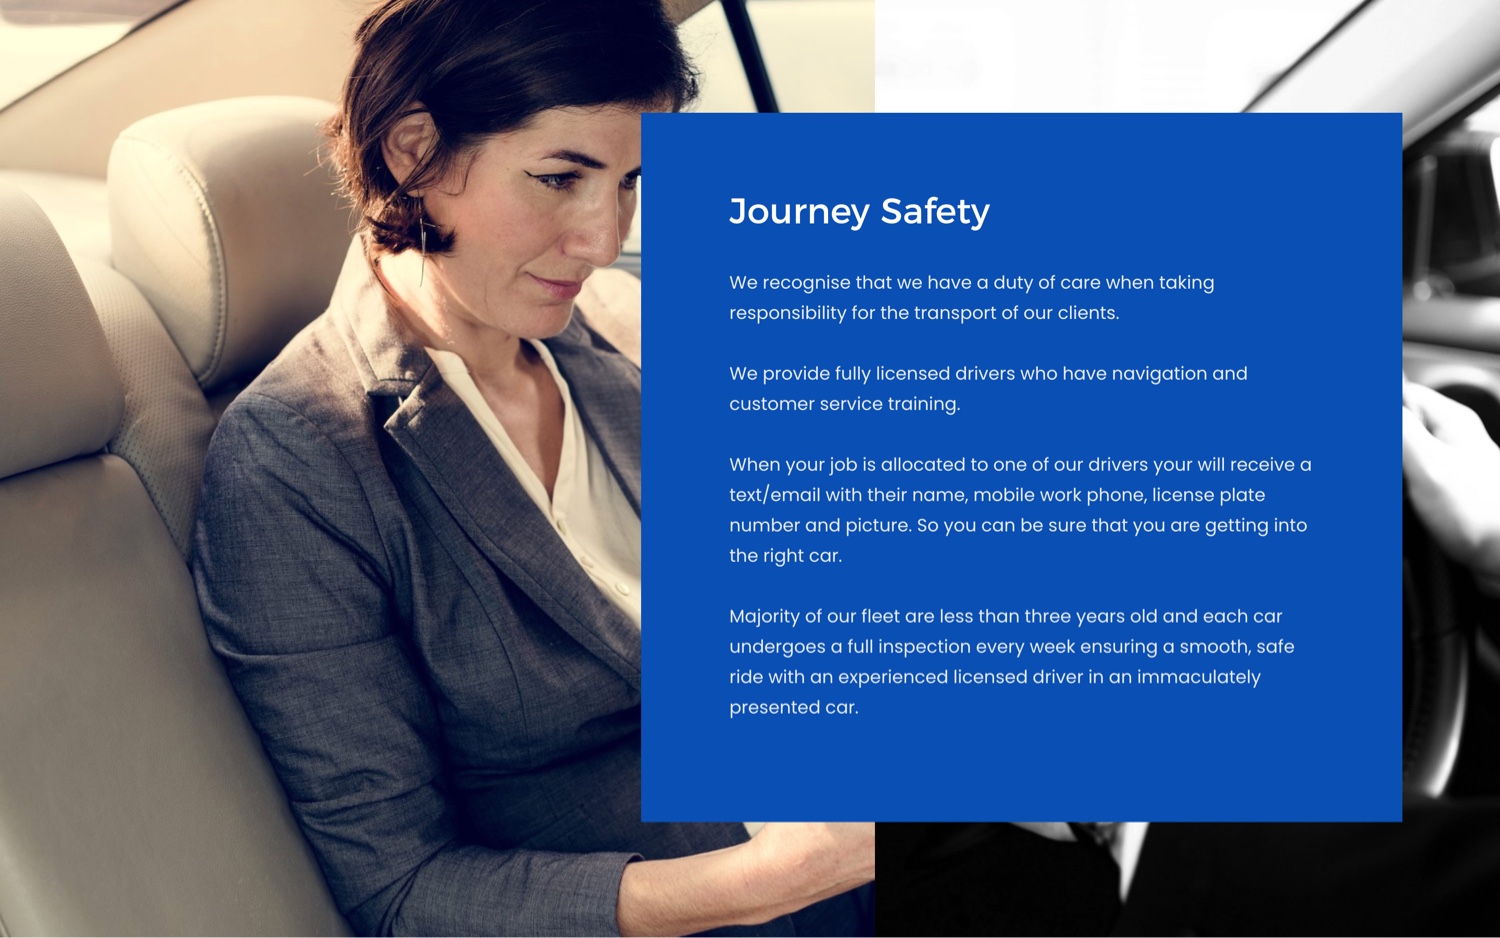 Journey Safety
We recognise that we have a duty of care when taking
responsibility for the transport of our clients.
We provide fully licensed drivers who have navigation and
customer service training.
When your job is allocated to one of our drivers your will receive a
text/email with their name, mobile work phone, license plate
number and picture. So you can be sure that you are getting into
the right car.
Majority of our fleet are less than three years old and each car
undergoes a full inspection every week ensuring a smooth, safe
ride with an experienced licensed driver in an immaculately
presented car.